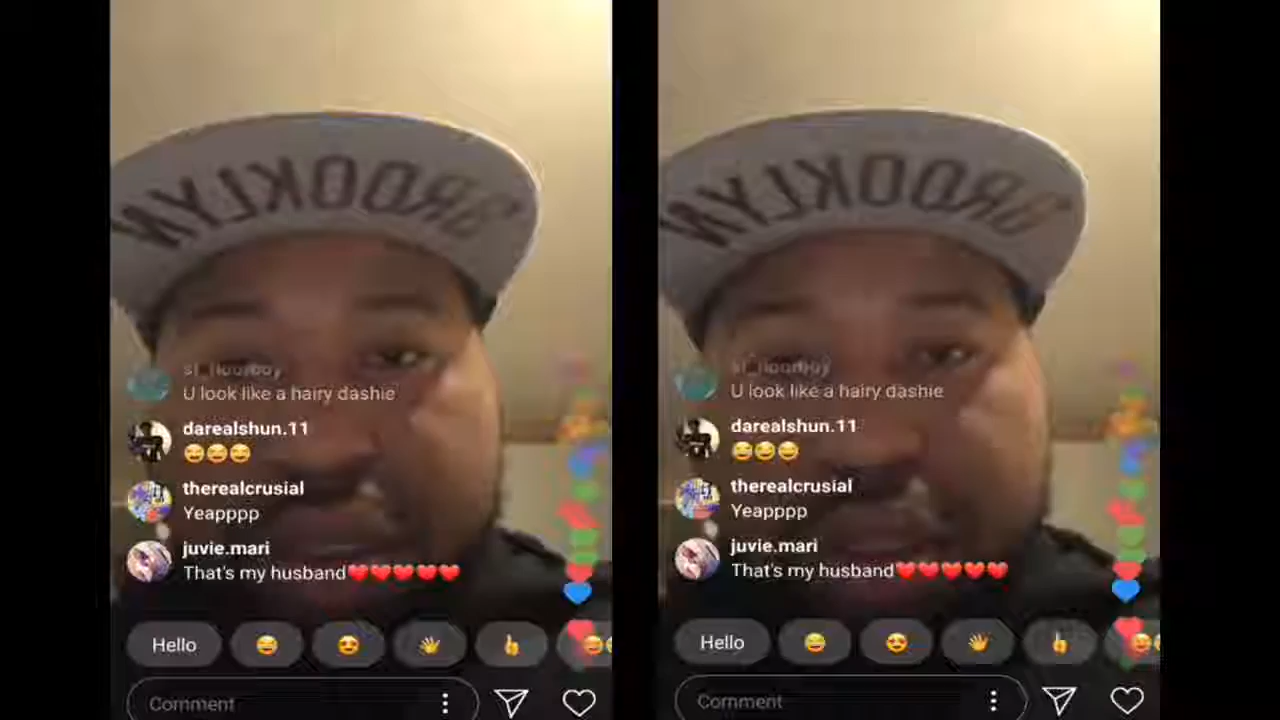 BROOKLYN
BROOKLYN
U look like a hairy dashie
darealshun.11
😂😂😂
therealcrusial
Yeapppp
juvie.mari
That's my husband❤❤❤❤❤
Hello
Comment
U look like a hairy dashie
darealshun.11
😂😂😂
therealcrusial
Yeapppp
juvie.mari
That's my husband❤❤❤❤❤
Hello
Comment